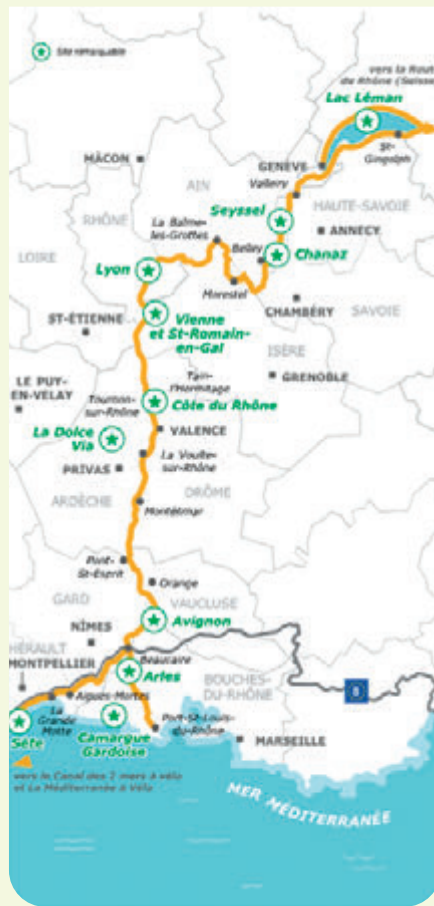 Site remarquable
vers la Route
de Rhône (Suisse
Lac Léman
St-
Gingolph
GENEVE
MÂCON
Vallery
AIN
HAUTE-SAVOIE
Seyssel
RHÔNE
La Balme-
les-Grottes
ANNECY
Belley
Chanaz
LOIRE
Lyon
Morestel
CHAMBÉRY
SAVOIE
ST-ÉTIENNE
Vienne
et St-Romain-
en-Gal
ISÈRE
Tain-
l'Hermitage
GRENOBLE
LE PUY-
EN-VELAY
Tournon-
sur-Rhône
Côte du Rhône
La Dolce
Via
VALENCE
La Voulte-
sur-Rhône
PRIVAS
ARDÈCHE
DRÔME
Montélimar
Pont-
St-Esprit
Orange
GARD
VAUCLUSE
Avignon
NÎMES
HÉRAULT
Beaucaire
MONTPELLIER
Arles
Aigues-Mortes
BOUCHES-
DU-RHÔNE
La
Grande
Motte
Camargue
Gardoise
Port-St-Louis-
du-Rhône
Sète
MARSEILLE
vers le Canal des 2 mers à vélo
et La Méditerranée à Vélo
MER MÉDITERRANÉE